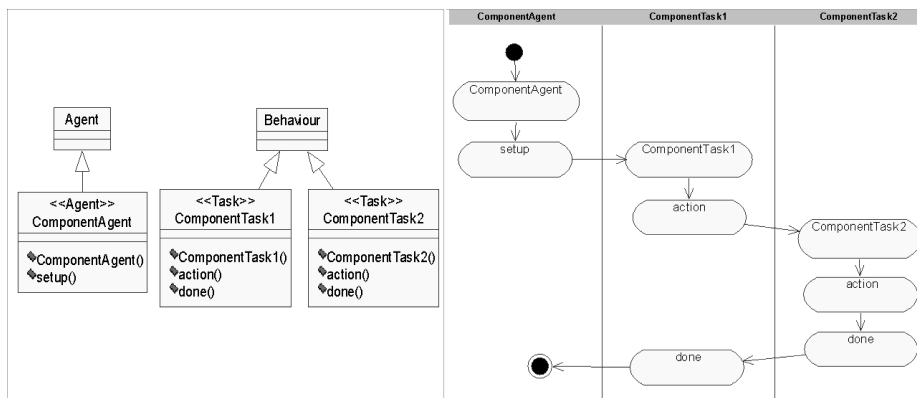 Agent
Behaviour
<<Agent>>
ComponentAgent
ComponentAgent()
setup()
<<Task>>
ComponentTask1
ComponentTask1()
action()
done()
<<Task>>
ComponentTask2
ComponentTask2()
action()
done()
ComponentAgent
ComponentTask1
ComponentTask2
ComponentAgent
setup
ComponentTask1
action
ComponentTask2
action
done
done